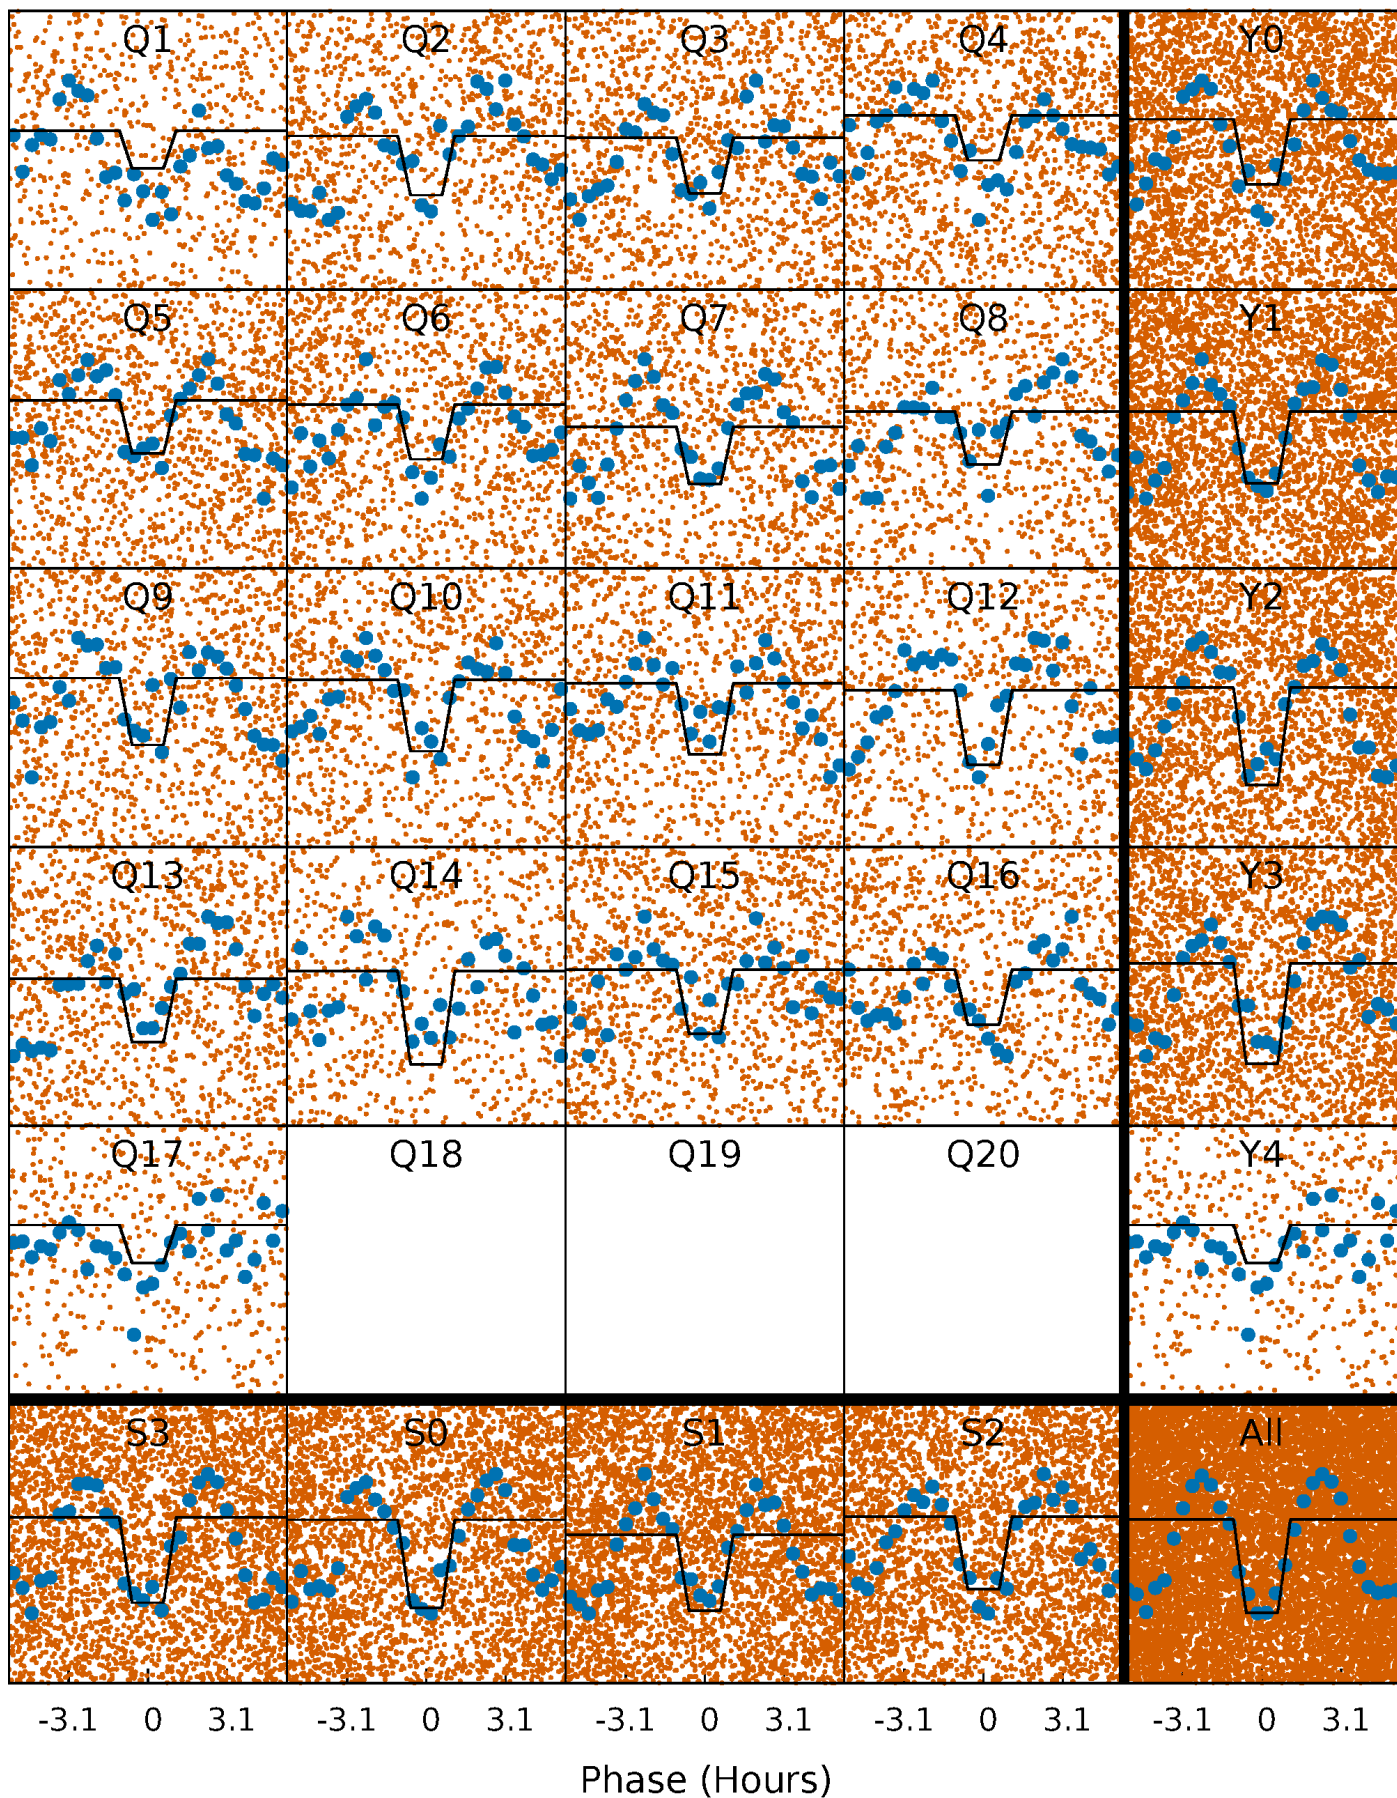 Q1 Q2 Q3 Q4 Y0
Q5 Q6 Q7 Q8 Y1
Q9 Q10 Q11 Q12 Y2
Q13 Q14 Q15 Q16 Y3
Q17 Q18 Q19 Q20 Y4
S3 S0 S1 S2 All
-3.1 0 3.1 -3.1 0 3.1 -3.1 0 3.1 -3.1 0 3.1 -3.1 0 3.1
Phase (Hours)